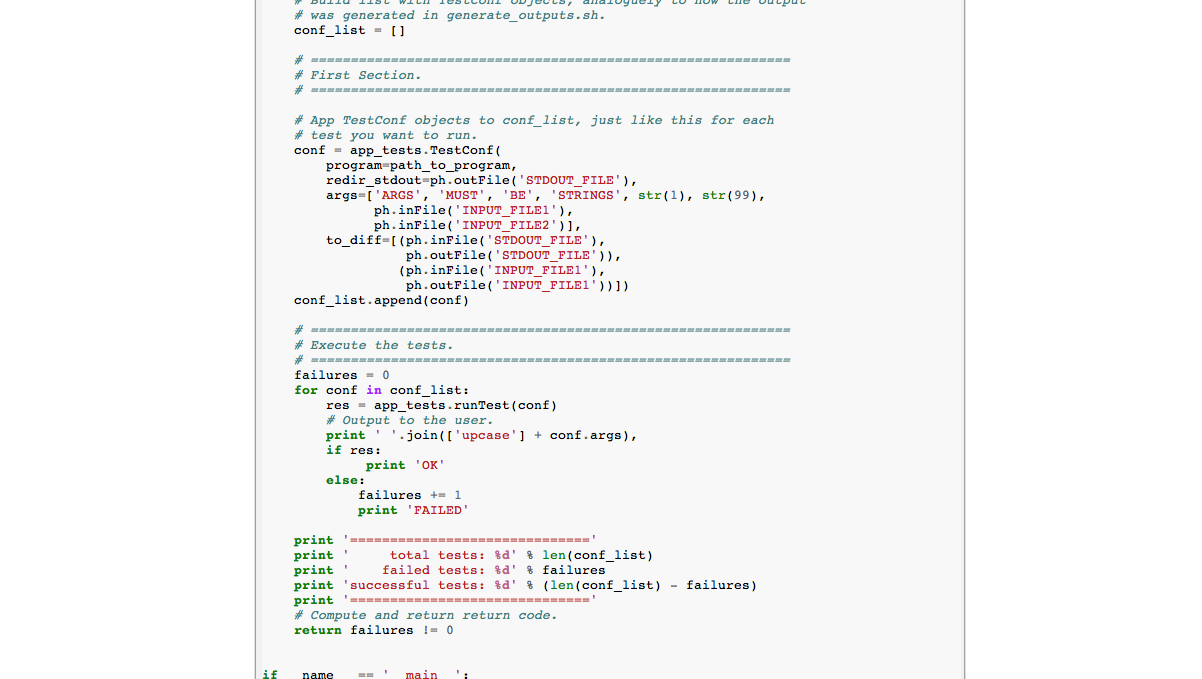 # Build list with TestConf objects, analoguely to how the output
# was generated in generate_outputs.sh.
conf_list = []

# ============================================================
# First Section.
# ============================================================

# App TestConf objects to conf_list, just like this for each
# test you want to run.
conf = app_tests.TestConf(
    program=path_to_program,
    redir_stdout=ph.outFile('STDOUT_FILE'),
    args=['ARGS', 'MUST', 'BE', 'STRINGS', str(1), str(99),
          ph.inFile('INPUT_FILE1'),
          ph.inFile('INPUT_FILE2')],
    to_diff=[(ph.inFile('STDOUT_FILE'),
              ph.outFile('STDOUT_FILE')),
             (ph.inFile('INPUT_FILE1'),
              ph.outFile('INPUT_FILE1'))])
conf_list.append(conf)

# ============================================================
# Execute the tests.
# ============================================================
failures = 0
for conf in conf_list:
    res = app_tests.runTest(conf)
    # Output to the user.
    print ' '.join(['upcase'] + conf.args),
    if res:
         print 'OK'
    else:
        failures += 1
        print 'FAILED'

print '=============================='
print '     total tests: %d' % len(conf_list)
print '    failed tests: %d' % failures
print 'successful tests: %d' % (len(conf_list) - failures)
print '=============================='
# Compute and return return code.
return failures != 0

if __name__ == '__main__':